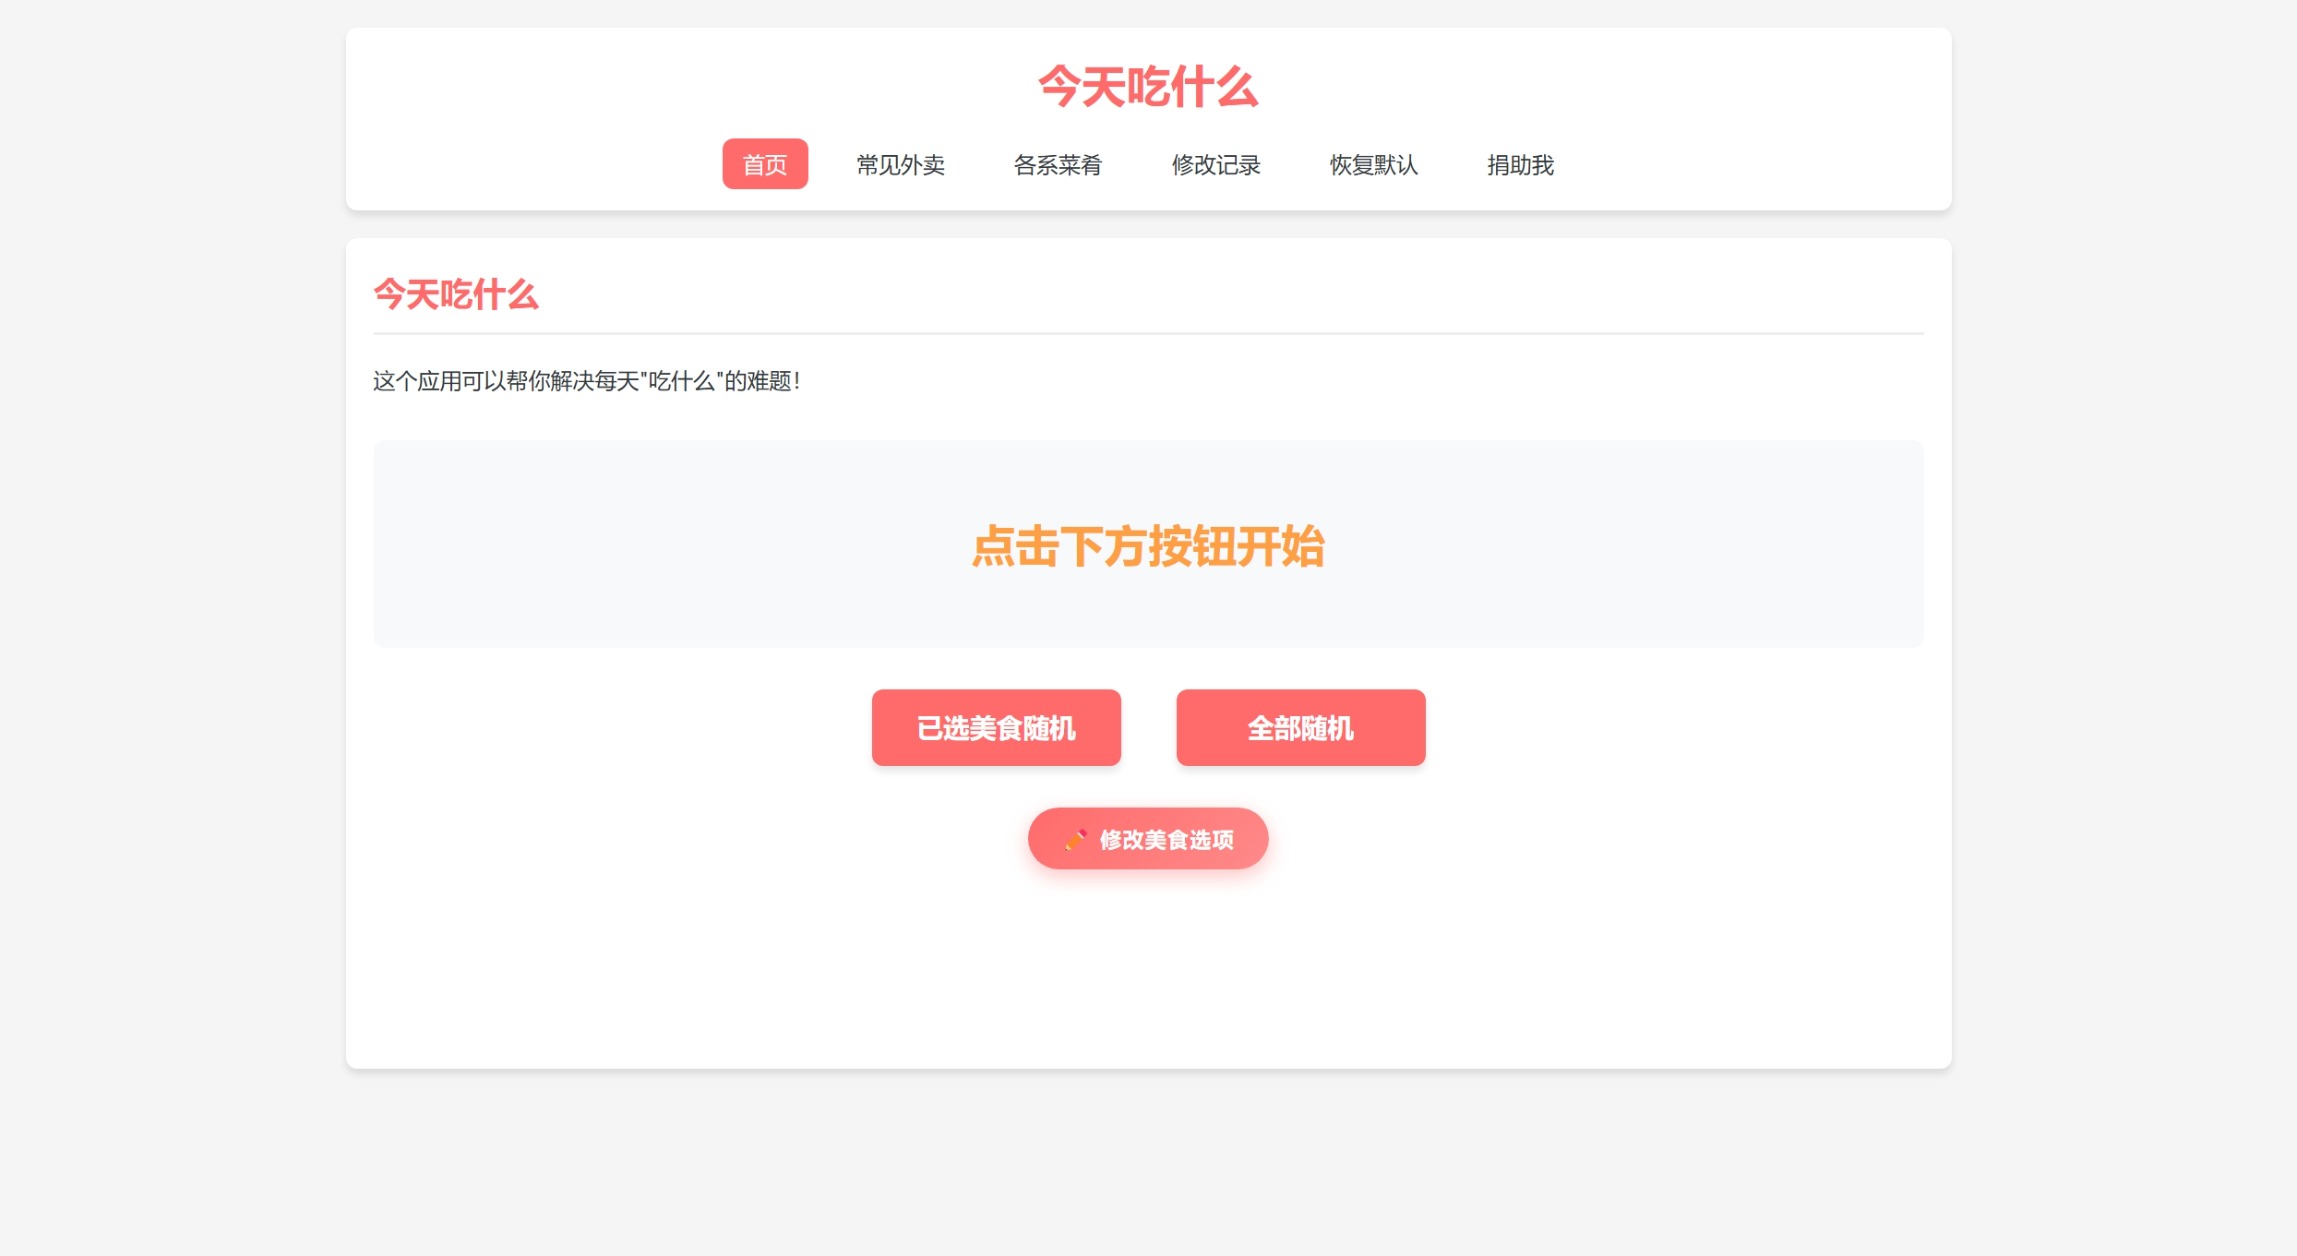 今天吃什么
首页 常见外卖 各系菜肴 修改记录 恢复默认 捐助我
今天吃什么
这个应用可以帮你解决每天"吃什么"的难题！
点击下方按钮开始
已选美食随机 全部随机
修改美食选项